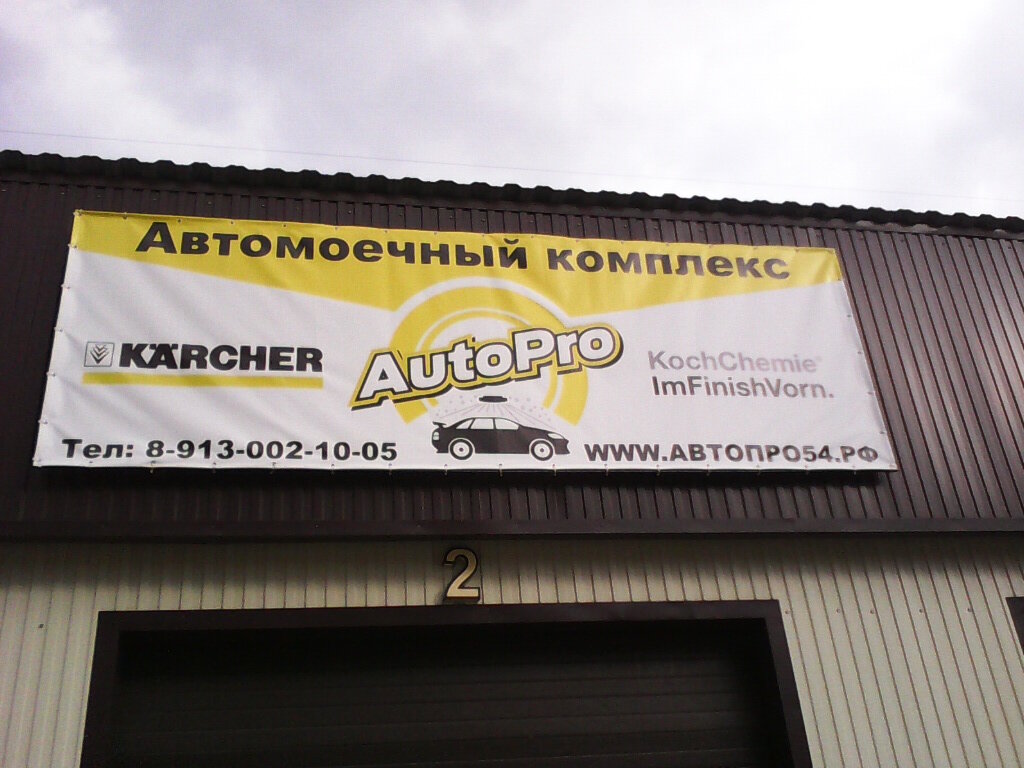 Автомоечный комплекс
KÄRCHER
AutoPro
KochChemie®
ImFinishVorn.
Тел: 8-913-002-10-05
WWW.АВТОПРО54.РФ
2